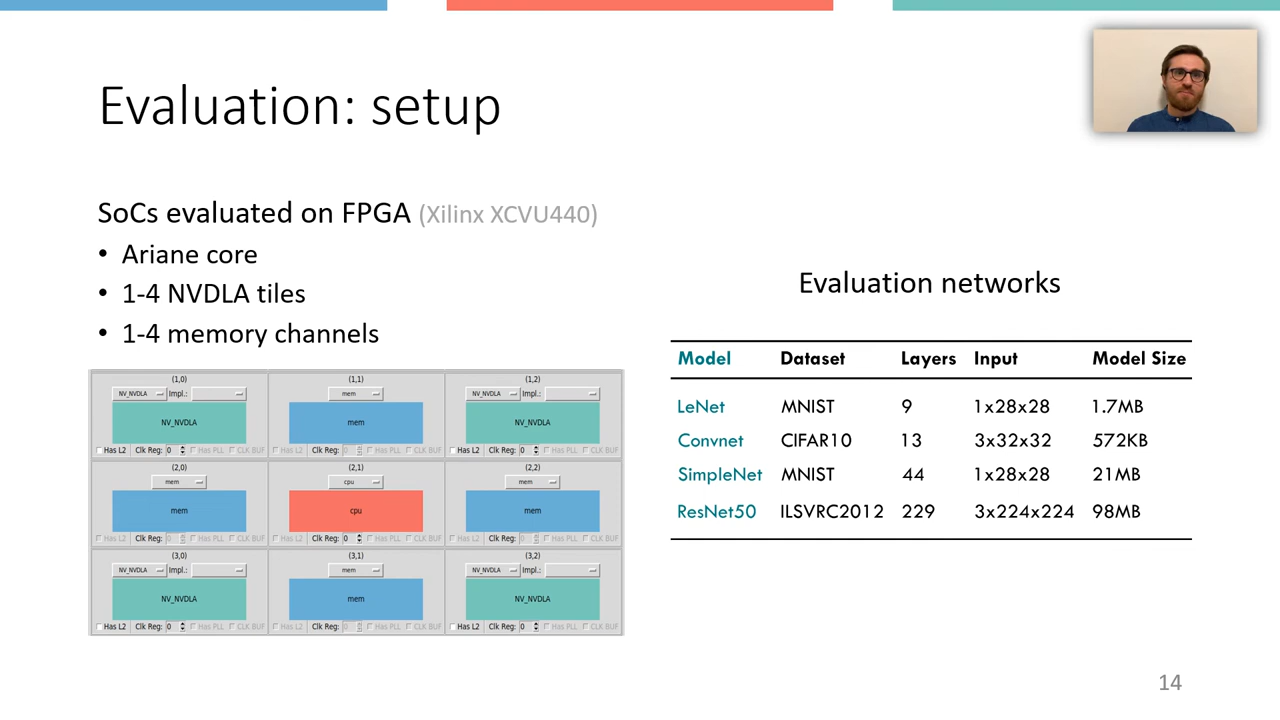 Evaluation: setup
SoCs evaluated on FPGA (Xilinx XCVU440)
• Ariane core
• 1-4 NVDLA tiles
• 1-4 memory channels
(1,0) (1,1) (1,2)
NV_NVDLA Impl.: mem NV_NVDLA Impl.:
NV_NVDLA mem NV_NVDLA
Has L2 Clk Reg: 0 Has PLL CLK BUF Has L2 Clk Reg: 0 Has PLL CLK BUF Has L2 Clk Reg: 0 Has PLL CLK BUF
(2,0) (2,1) (2,2)
mem cpu mem
mem cpu mem
Has L2 Clk Reg: 0 Has PLL CLK BUF Has L2 Clk Reg: 0 Has PLL CLK BUF Has L2 Clk Reg: 0 Has PLL CLK BUF
(3,0) (3,1) (3,2)
NV_NVDLA Impl.: mem NV_NVDLA Impl.:
NV_NVDLA mem NV_NVDLA
Has L2 Clk Reg: 0 Has PLL CLK BUF Has L2 Clk Reg: 0 Has PLL CLK BUF Has L2 Clk Reg: 0 Has PLL CLK BUF
Evaluation networks
Model Dataset Layers Input Model Size
LeNet MNIST 9 1x28x28 1.7MB
Convnet CIFAR10 13 3x32x32 572KB
SimpleNet MNIST 44 1x28x28 21MB
ResNet50 ILSVRC2012 229 3x224x224 98MB
14